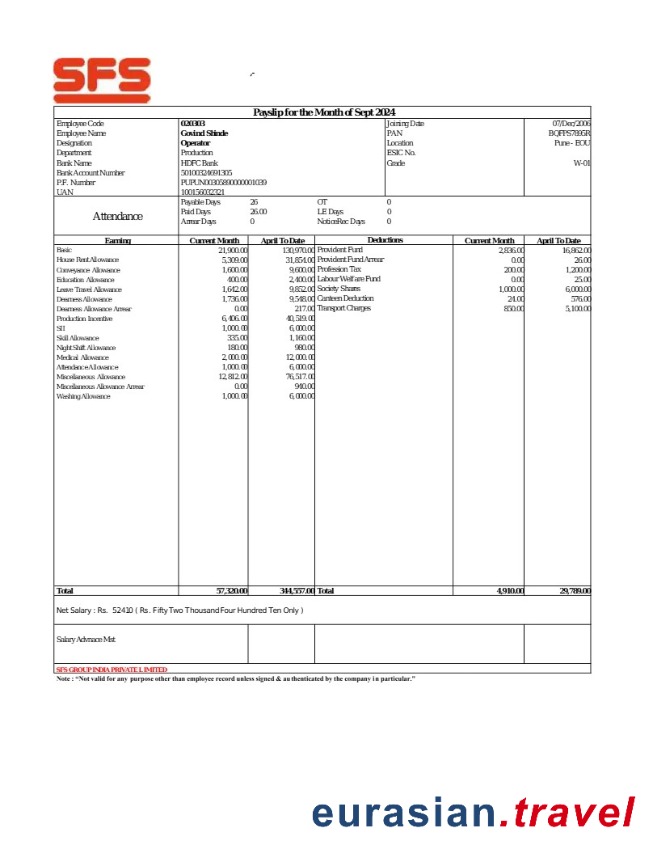 SFS
Payslip for the Month of Sept 2024
Employee Code 020303 Joining Date 07/Dec/2006
Employee Name Govind Shinde PAN BQFPS7895R
Designation Operator Location Pune - EOU
Department Production ESIC No.
Bank Name HDFC Bank Grade W-01
Bank Account Number 50100324691305
P.F. Number PUPUN00305890000001039
UAN 100156032321
Attendance
Payable Days 26 OT 0
Paid Days 26.00 LE Days 0
Arrear Days 0 NoticeRec Days 0
Earning Current Month April To Date Deductions Current Month April To Date
Basic 21,900.00 130,970.00 Provident Fund 2,836.00 16,862.00
House Rent Allowance 5,309.00 31,854.00 Provident Fund Arrear 0.00 26.00
Conveyance Allowance 1,600.00 9,600.00 Profession Tax 200.00 1,200.00
Education Allowance 400.00 2,400.00 Labour Welfare Fund 0.00 25.00
Leave Travel Allowance 1,642.00 9,852.00 Society Shares 1,000.00 6,000.00
Dearness Allowance 1,736.00 9,548.00 Canteen Deduction 24.00 576.00
Dearness Allowance Arrear 0.00 217.00 Transport Charges 850.00 5,100.00
Production Incentive 6,406.00 40,519.00
SII 1,000.00 6,000.00
Skill Allowance 335.00 1,160.00
Night Shift Allowance 180.00 980.00
Medical Allowance 2,000.00 12,000.00
Attendance Allowance 1,000.00 6,000.00
Miscellaneous Allowance 12,812.00 76,517.00
Miscellaneous Allowance Arrear 0.00 940.00
Washing Allowance 1,000.00 6,000.00
Total 57,320.00 344,557.00 Total 4,910.00 29,789.00
Net Salary : Rs. 52410 ( Rs. Fifty Two Thousand Four Hundred Ten Only )
Salary Advnace Mst
SFS GROUP INDIA PRIVATE LIMITED
Note : “Not valid for any purpose other than employee record unless signed & authenticated by the company in particular.”
eurasian.travel